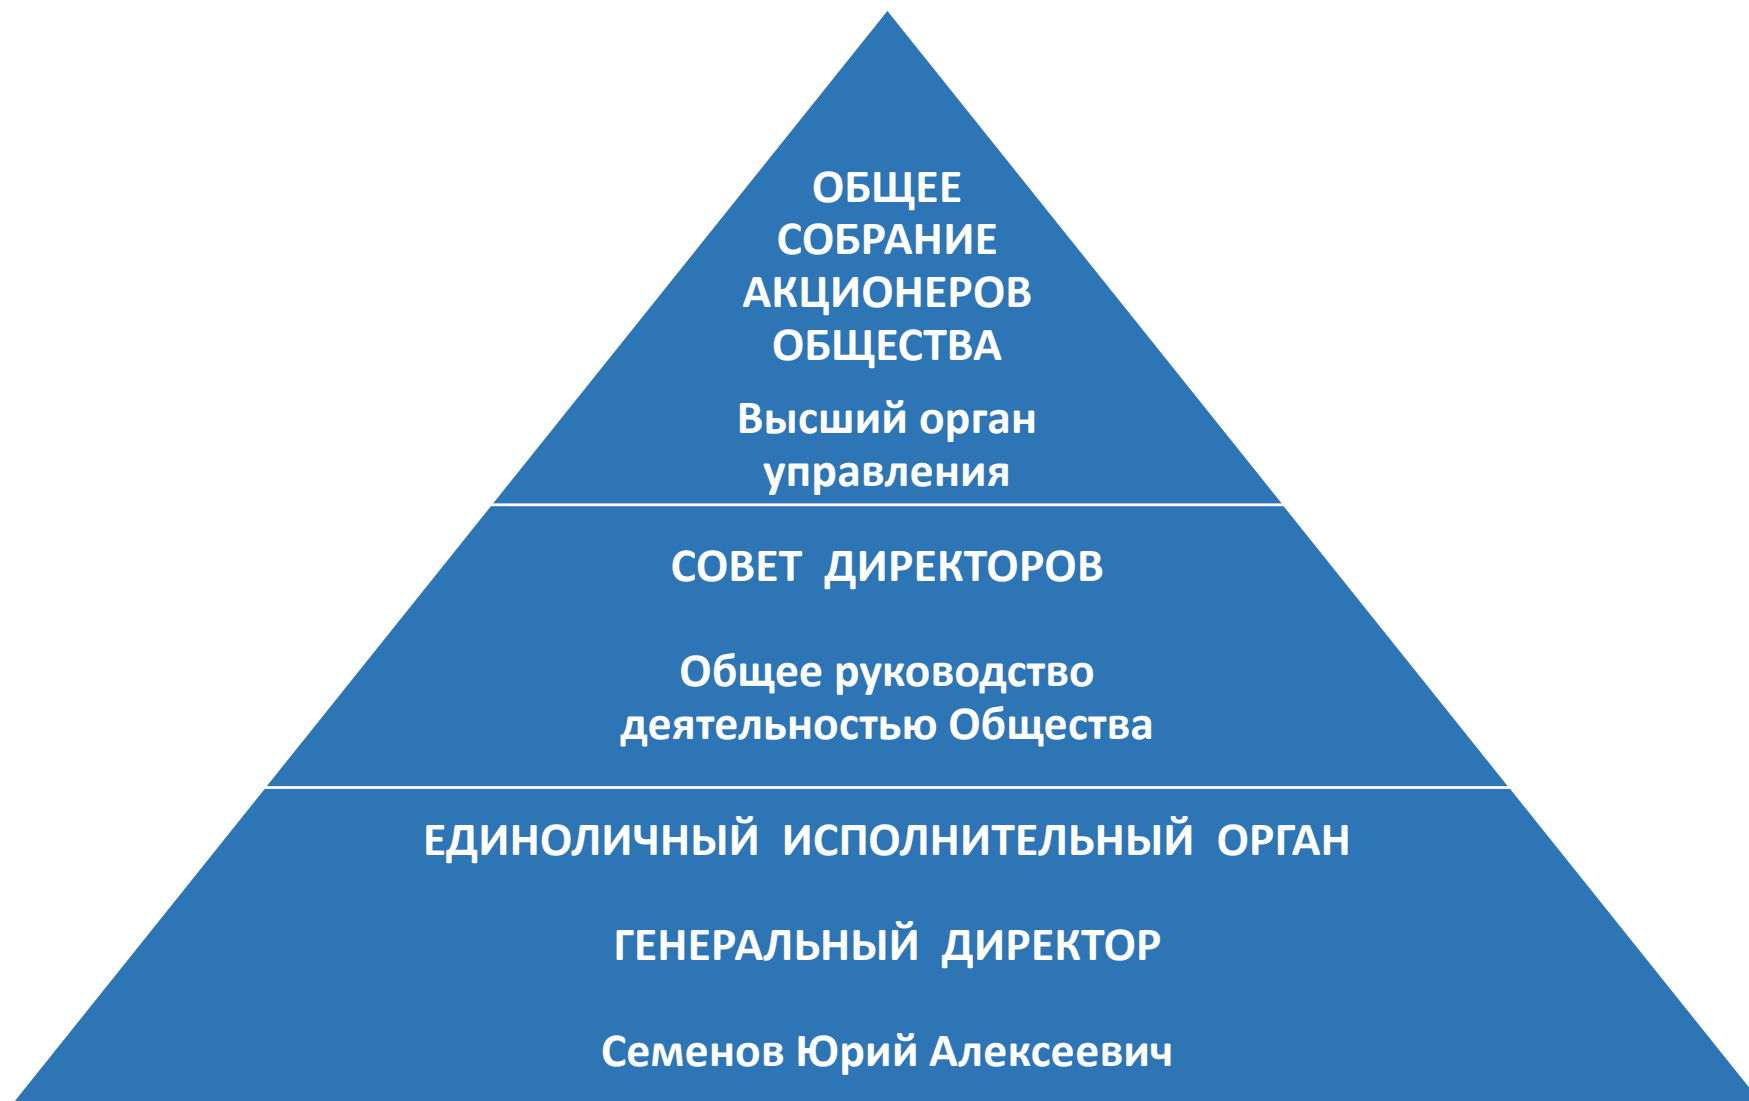 ОБЩЕЕ
СОБРАНИЕ
АКЦИОНЕРОВ
ОБЩЕСТВА
Высший орган
управления
СОВЕТ ДИРЕКТОРОВ
Общее руководство
деятельностью Общества
ЕДИНОЛИЧНЫЙ ИСПОЛНИТЕЛЬНЫЙ ОРГАН
ГЕНЕРАЛЬНЫЙ ДИРЕКТОР
Семенов Юрий Алексеевич